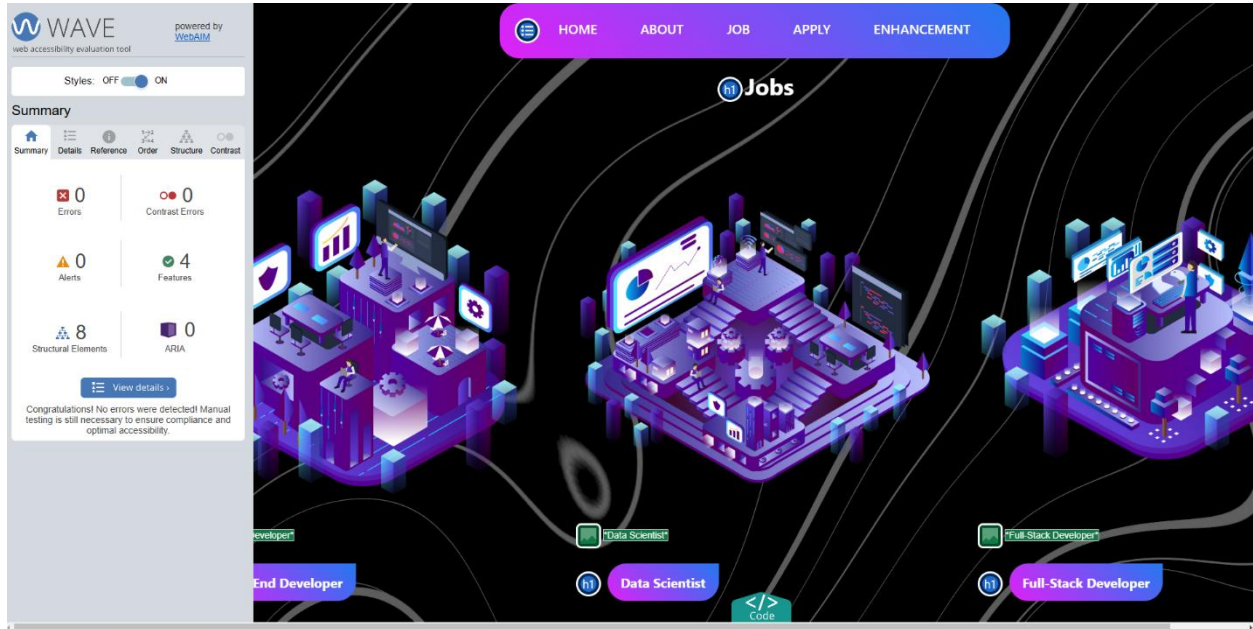 WAVE
powered by
WebAIM
web accessibility evaluation tool
Styles: OFF ON
Summary
Summary Details Reference Order Structure Contrast
0
Errors
0
Contrast Errors
0
Alerts
4
Features
8
Structural Elements
0
ARIA
View details ›
Congratulations! No errors were detected! Manual
testing is still necessary to ensure compliance and
optimal accessibility.
HOME ABOUT JOB APPLY ENHANCEMENT
h1 Jobs
eveloper*
*Data Scientist*
*Full-Stack Developer*
End Developer
h1 Data Scientist
h1 Full-Stack Developer
</>
Code